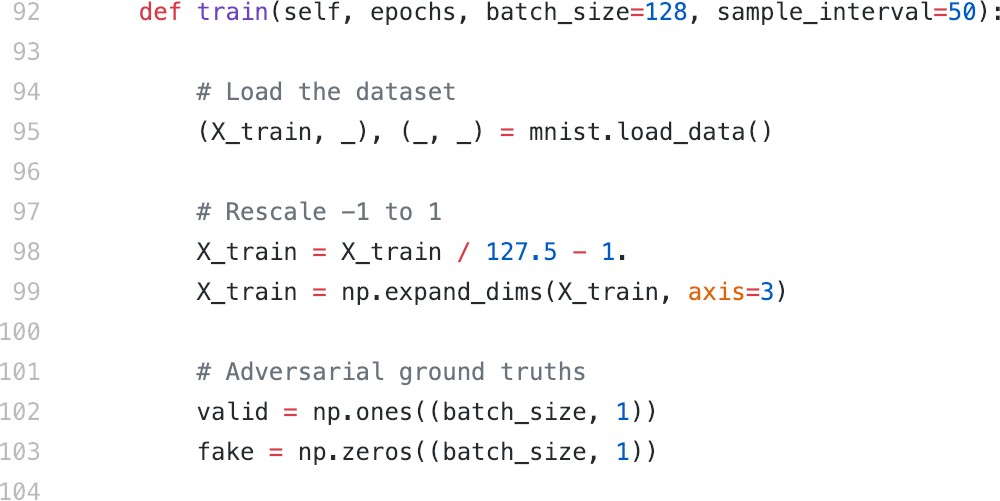 92 def train(self, epochs, batch_size=128, sample_interval=50):
93
94 # Load the dataset
95 (X_train, _), (_, _) = mnist.load_data()
96
97 # Rescale −1 to 1
98 X_train = X_train / 127.5 − 1.
99 X_train = np.expand_dims(X_train, axis=3)
100
101 # Adversarial ground truths
102 valid = np.ones((batch_size, 1))
103 fake = np.zeros((batch_size, 1))
104